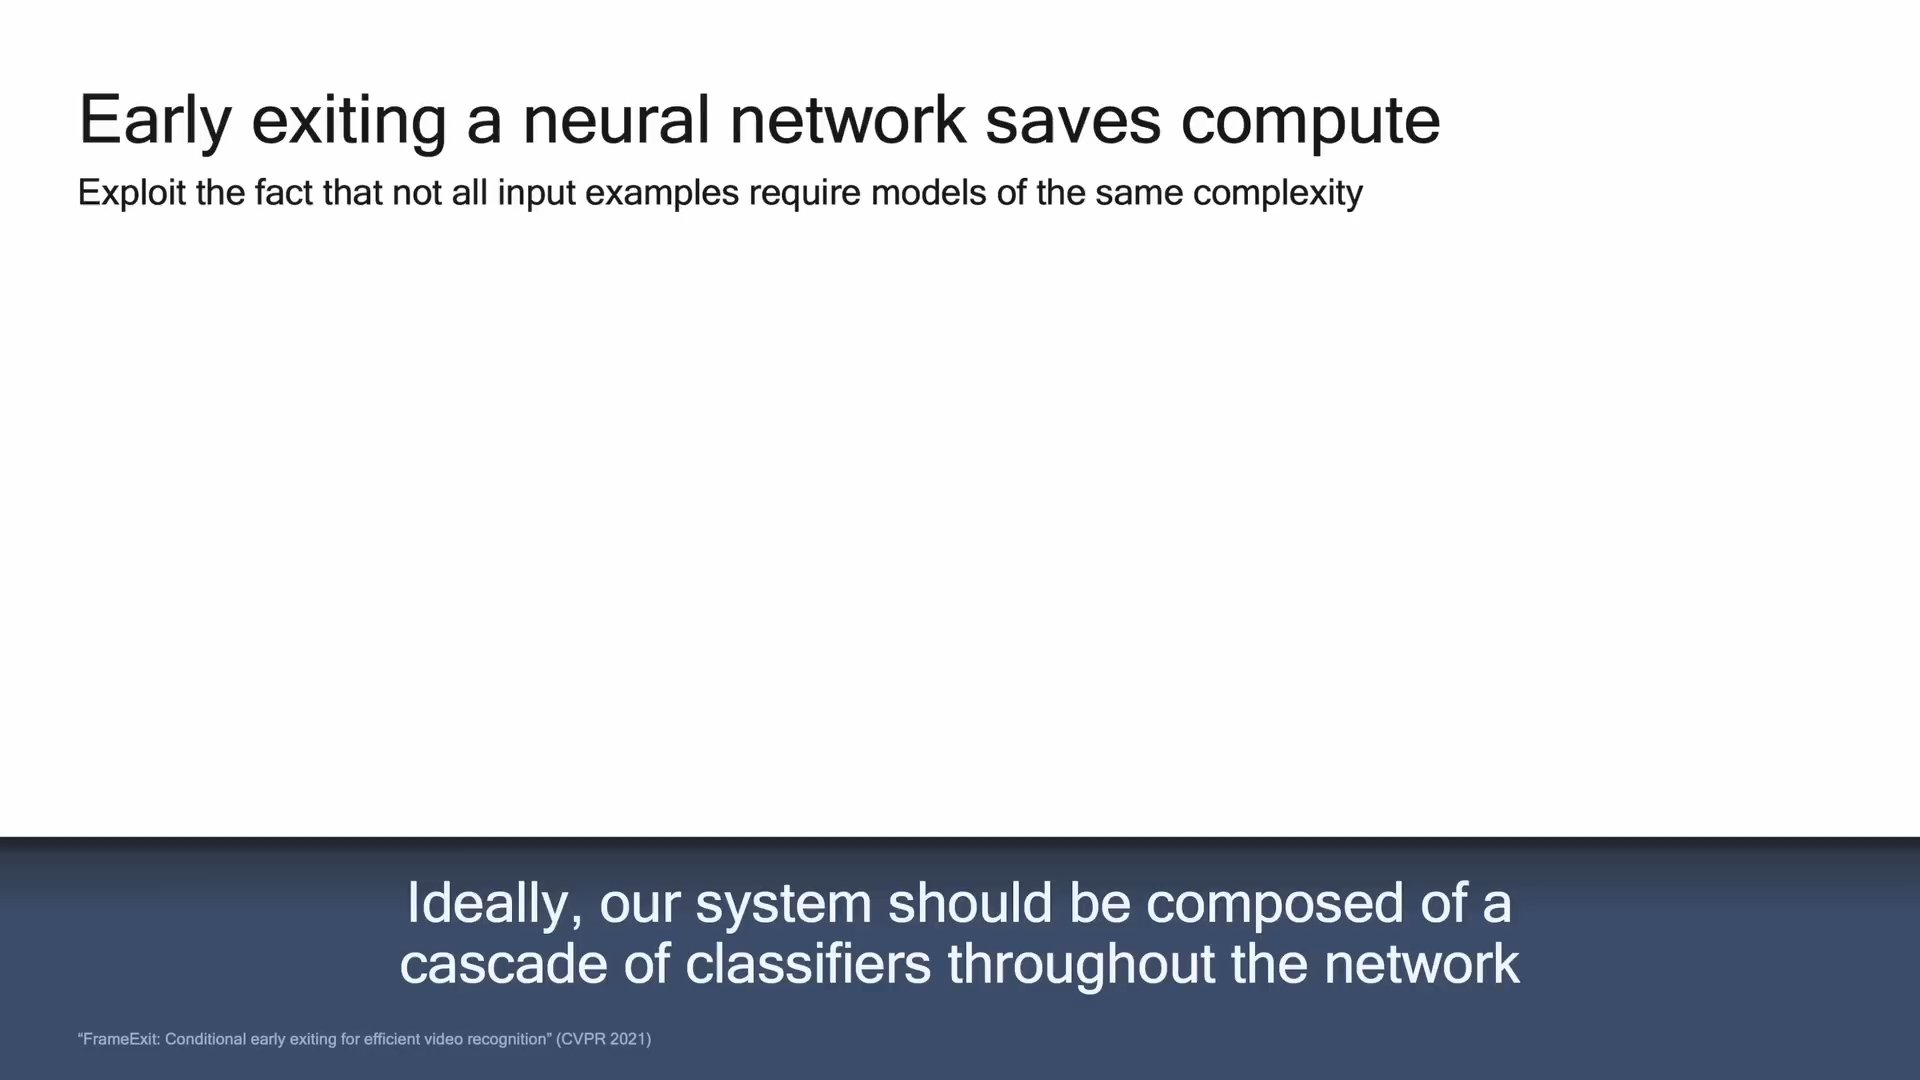 Early exiting a neural network saves compute
Exploit the fact that not all input examples require models of the same complexity
Ideally, our system should be composed of a
cascade of classifiers throughout the network
“FrameExit: Conditional early exiting for efficient video recognition” (CVPR 2021)